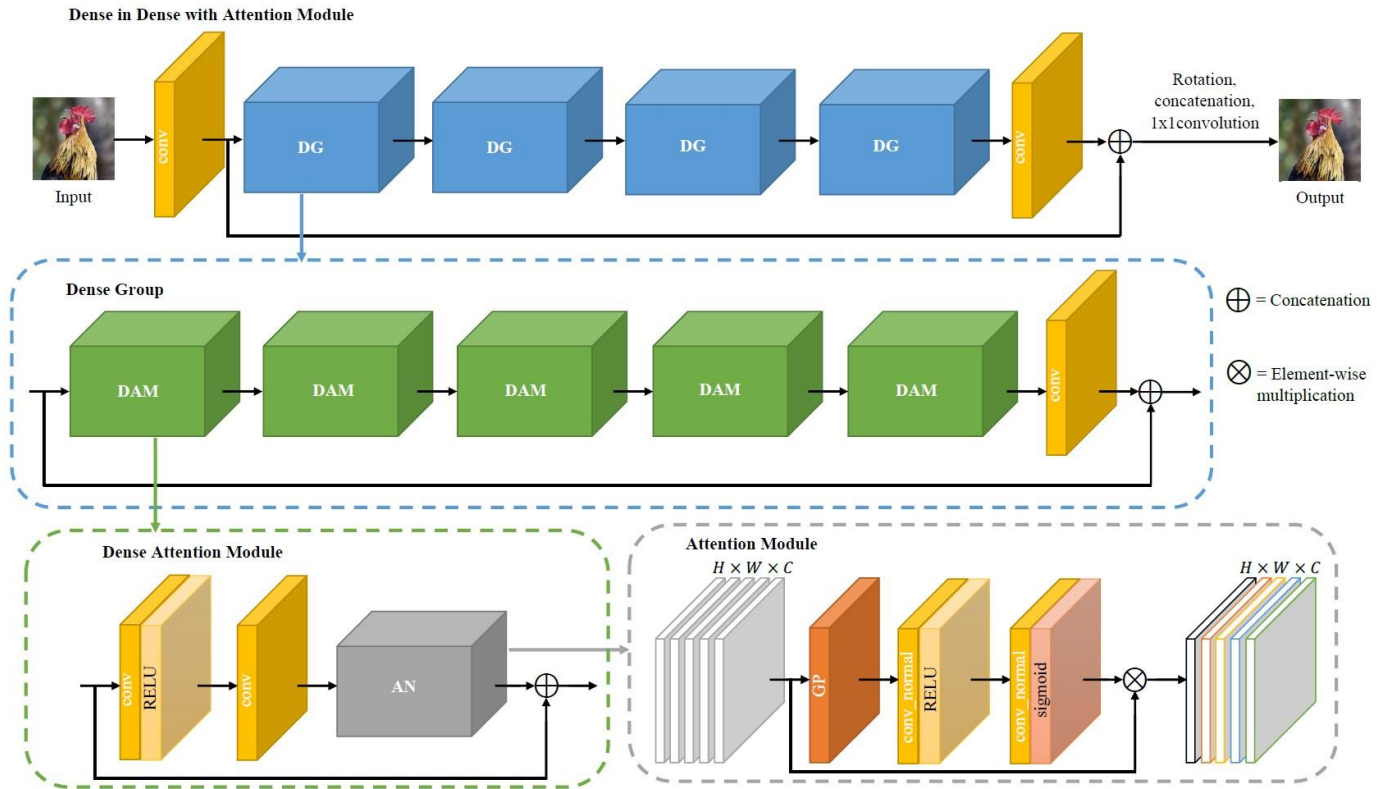 Dense in Dense with Attention Module
Input
conv
DG
DG
DG
DG
conv
Rotation,
concatenation,
1x1convolution
Output
Dense Group
DAM
DAM
DAM
DAM
DAM
conv
⊕ = Concatenation
⊗ = Element-wise
multiplication
Dense Attention Module
conv
RELU
conv
AN
Attention Module
H × W × C
GP
conv_normal
RELU
conv_normal
sigmoid
H × W × C